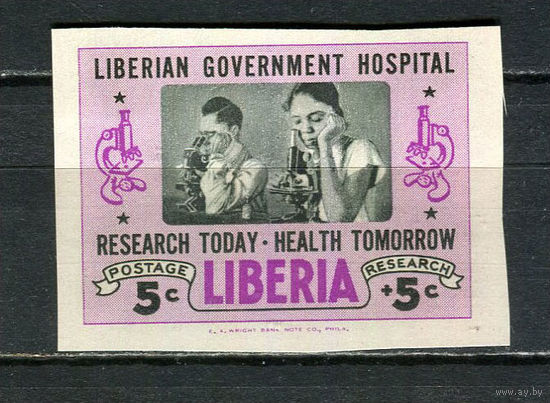 LIBERIAN GOVERNMENT HOSPITAL
RESEARCH TODAY · HEALTH TOMORROW
POSTAGE
5c
LIBERIA
RESEARCH
+5c
E. A. WRIGHT BANK NOTE CO., PHILA.
www.ay.by